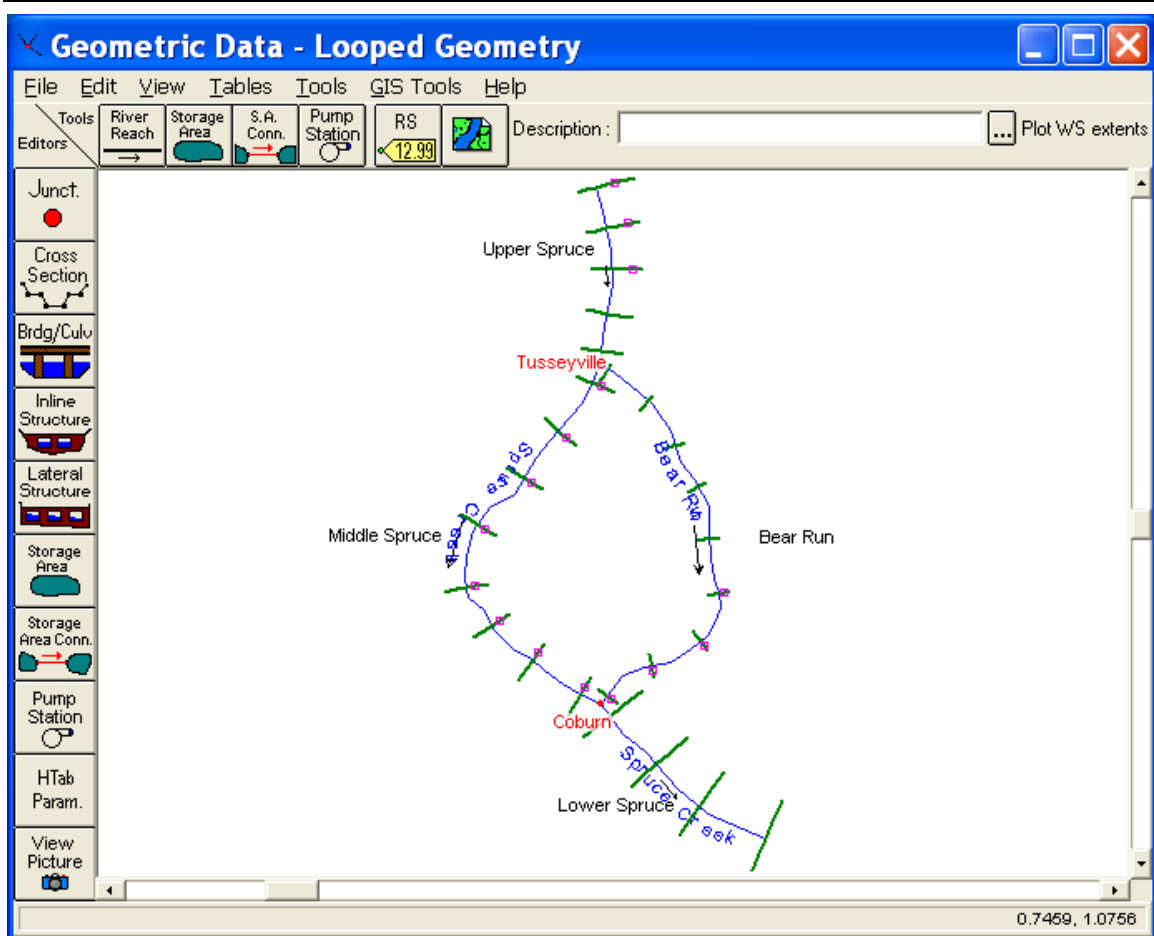 Geometric Data - Looped Geometry
File Edit View Tables Tools GIS Tools Help
Tools
Editors
River
Reach
Storage
Area
S.A.
Conn.
Pump
Station
RS
12.99
Description :
...
Plot WS extents
Junct.
Cross
Section
Brdg/Culv
Inline
Structure
Lateral
Structure
Storage
Area
Storage
Area Conn.
Pump
Station
HTab
Param.
View
Picture
Upper Spruce
Tusseyville
Spruce Creek
Bear Run
Middle Spruce
Bear Run
Coburn
Spruce Creek
Lower Spruce
0.7459, 1.0756